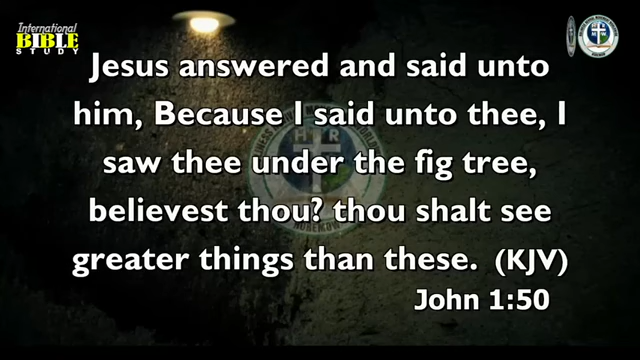 International
BIBLE
STUDY
Jesus answered and said unto
him, Because I said unto thee, I
saw thee under the fig tree,
believest thou? thou shalt see
greater things than these. (KJV)
John 1:50